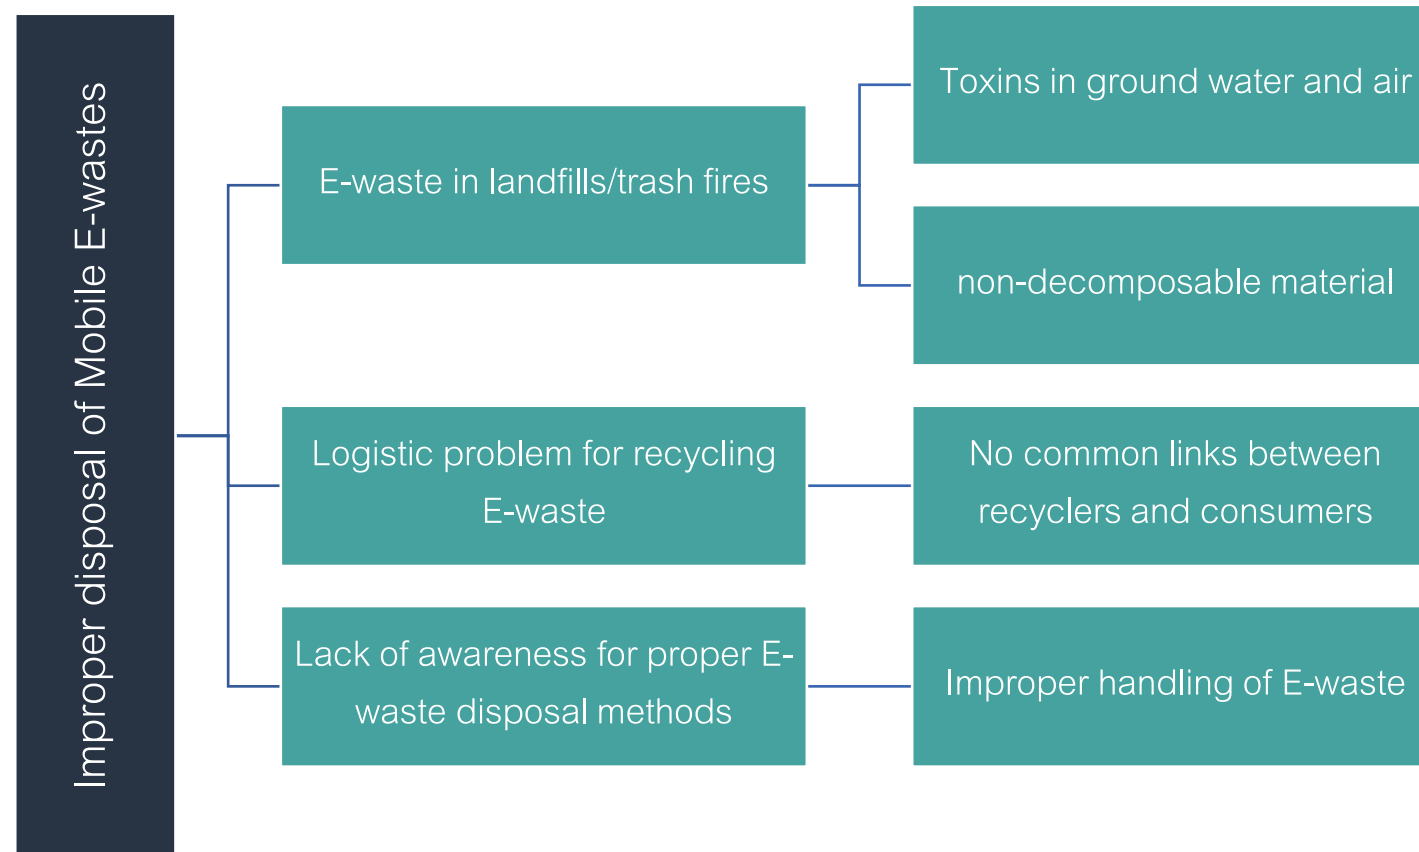 Improper disposal of Mobile E-wastes
E-waste in landfills/trash fires
Toxins in ground water and air
non-decomposable material
Logistic problem for recycling
E-waste
No common links between
recyclers and consumers
Lack of awareness for proper E-
waste disposal methods
Improper handling of E-waste